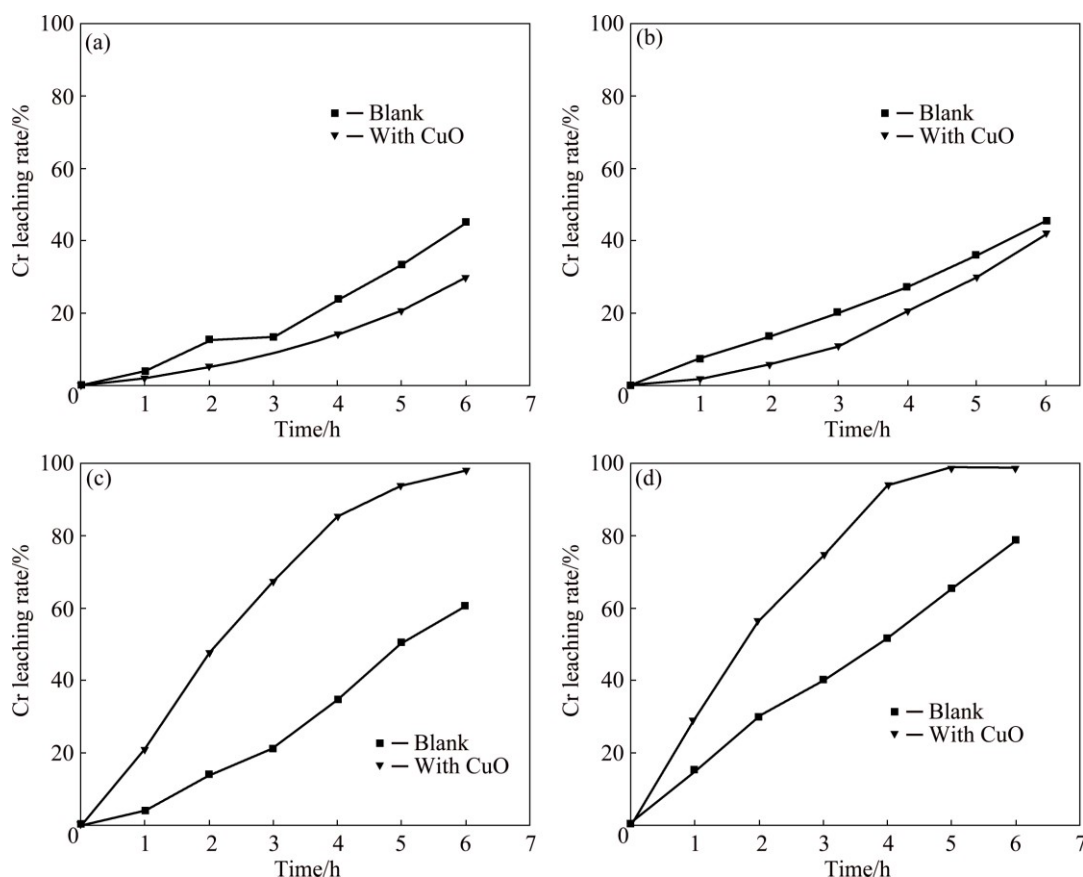 (a)
Cr leaching rate/%
100
80
60
40
20
0
Blank
With CuO
1 2 3 4 5 6 7
Time/h
(b)
Cr leaching rate/%
100
80
60
40
20
0
Blank
With CuO
1 2 3 4 5 6
Time/h
(c)
Cr leaching rate/%
100
80
60
40
20
0
Blank
With CuO
1 2 3 4 5 6 7
Time/h
(d)
Cr leaching rate/%
100
80
60
40
20
0
Blank
With CuO
1 2 3 4 5 6 7
Time/h